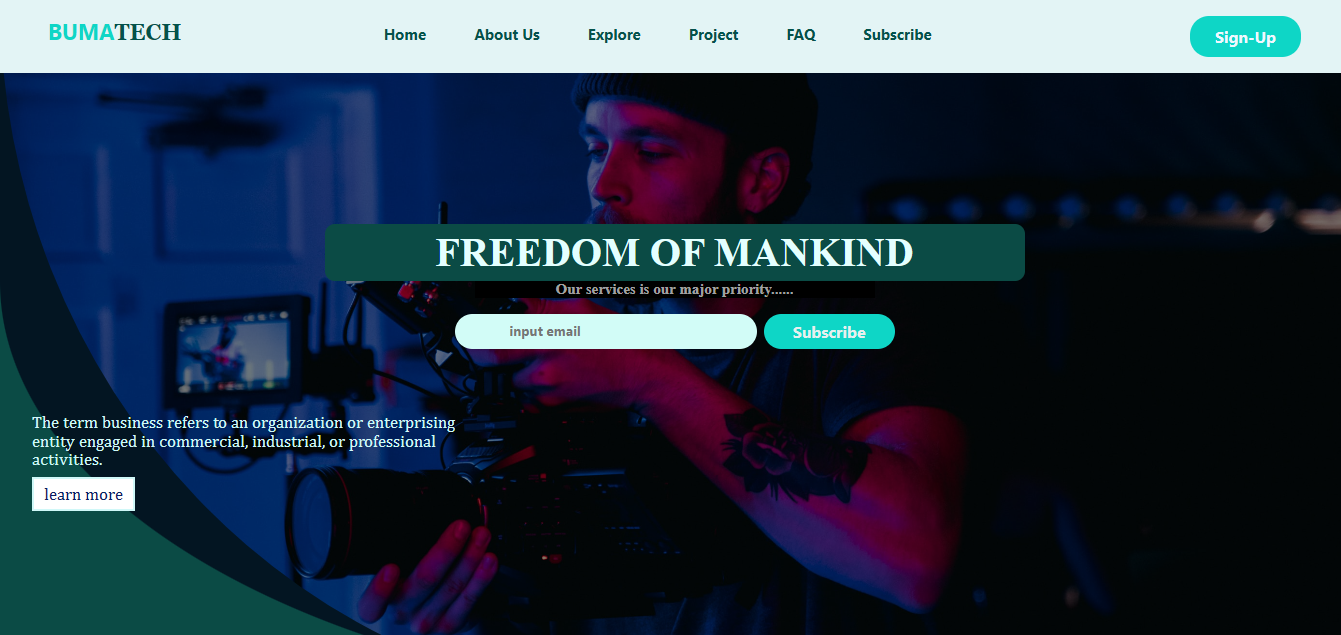 BUMATECH
Home About Us Explore Project FAQ Subscribe
Sign-Up
FREEDOM OF MANKIND
Our services is our major priority......
input email
Subscribe
The term business refers to an organization or enterprising
entity engaged in commercial, industrial, or professional
activities.
learn more